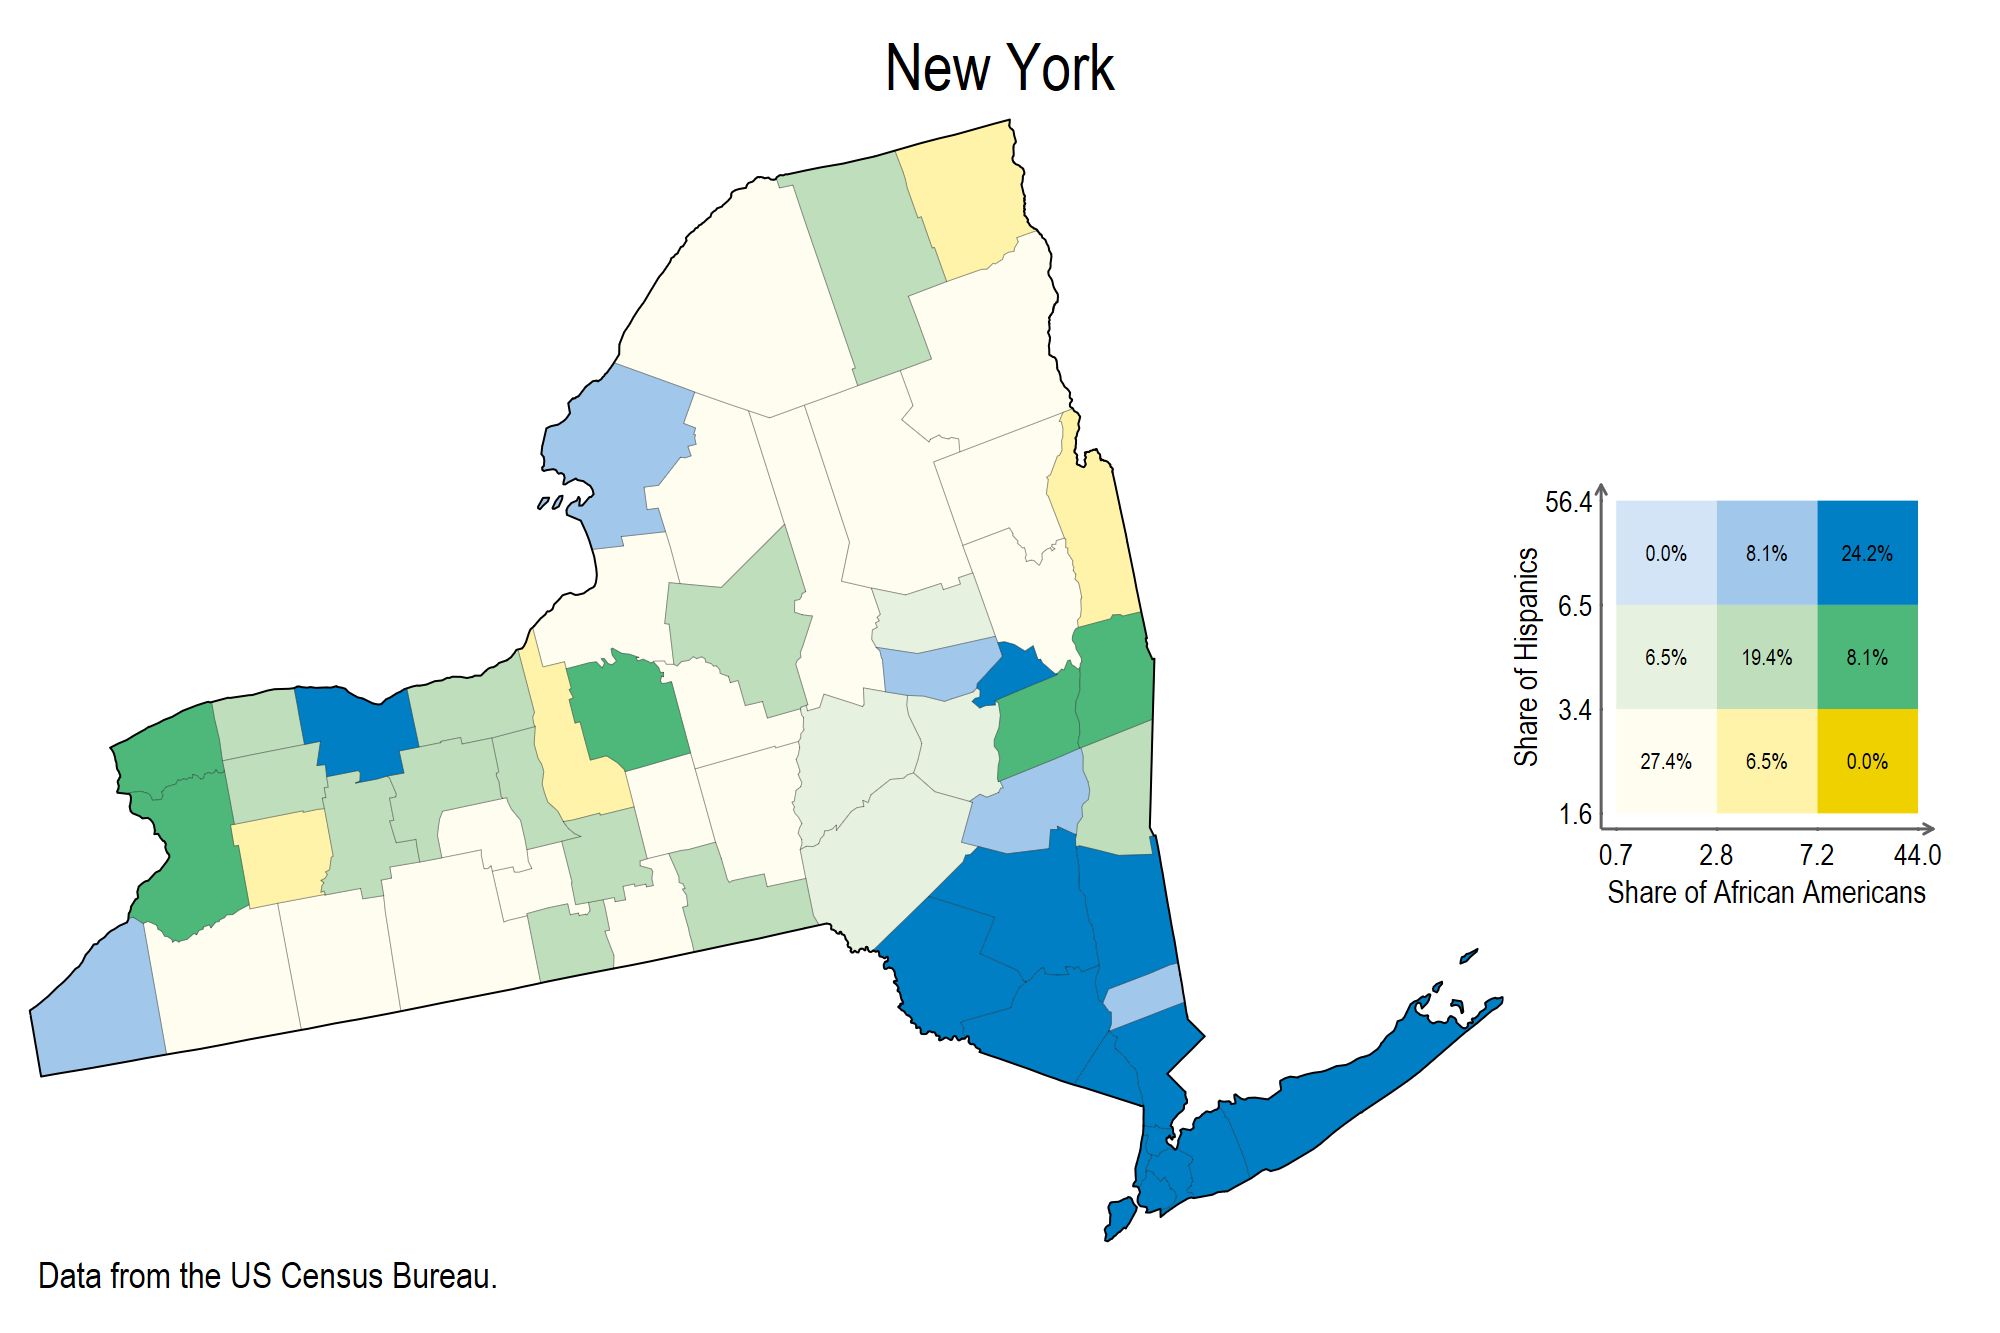 New York
56.4
6.5
3.4
1.6
Share of Hispanics
0.0% 8.1% 24.2%
6.5% 19.4% 8.1%
27.4% 6.5% 0.0%
0.7 2.8 7.2 44.0
Share of African Americans
Data from the US Census Bureau.